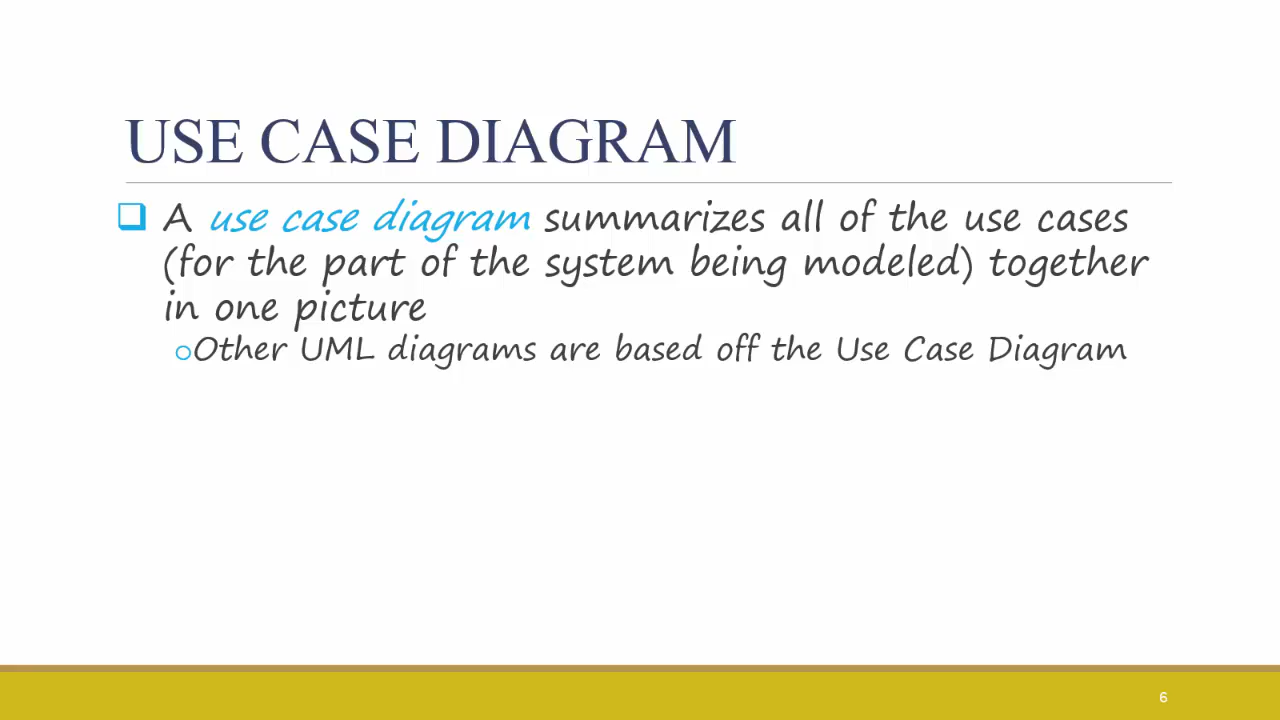 USE CASE DIAGRAM
❑ A use case diagram summarizes all of the use cases
(for the part of the system being modeled) together
in one picture
oOther UML diagrams are based off the Use Case Diagram
6